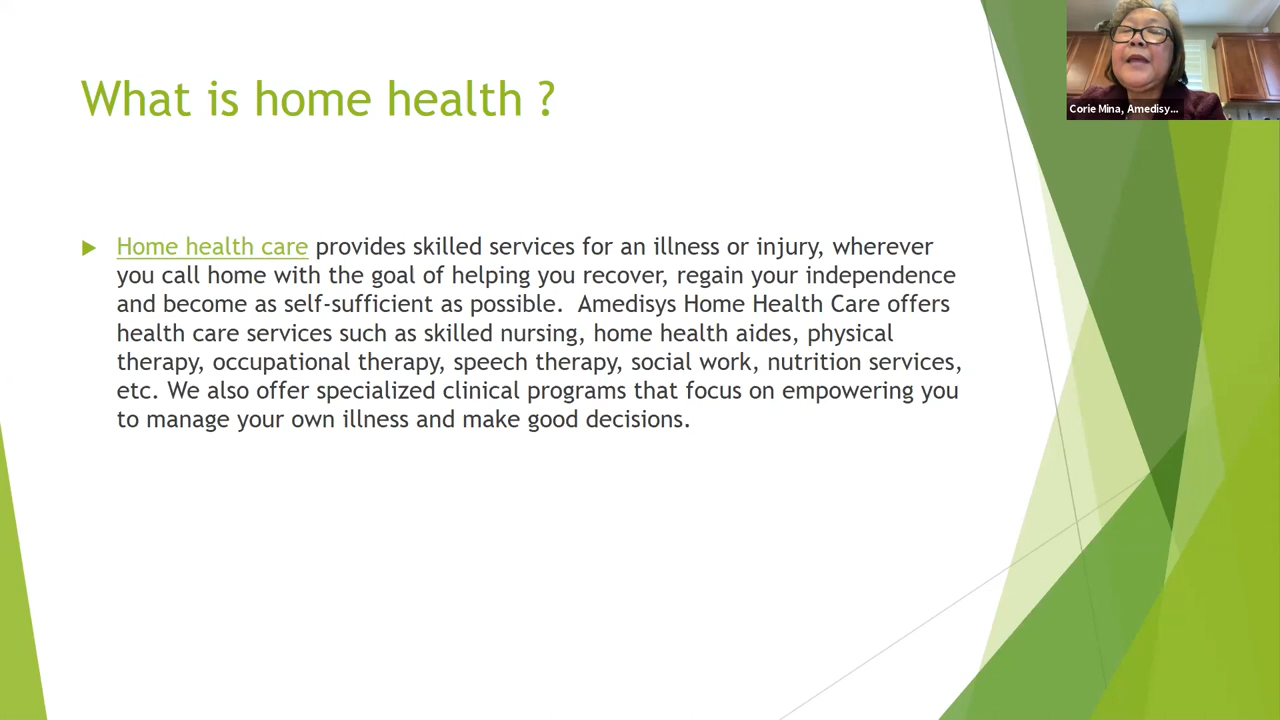 What is home health ?
Corie Mina, Amedisy...
Home health care provides skilled services for an illness or injury, wherever
you call home with the goal of helping you recover, regain your independence
and become as self-sufficient as possible.  Amedisys Home Health Care offers
health care services such as skilled nursing, home health aides, physical
therapy, occupational therapy, speech therapy, social work, nutrition services,
etc. We also offer specialized clinical programs that focus on empowering you
to manage your own illness and make good decisions.